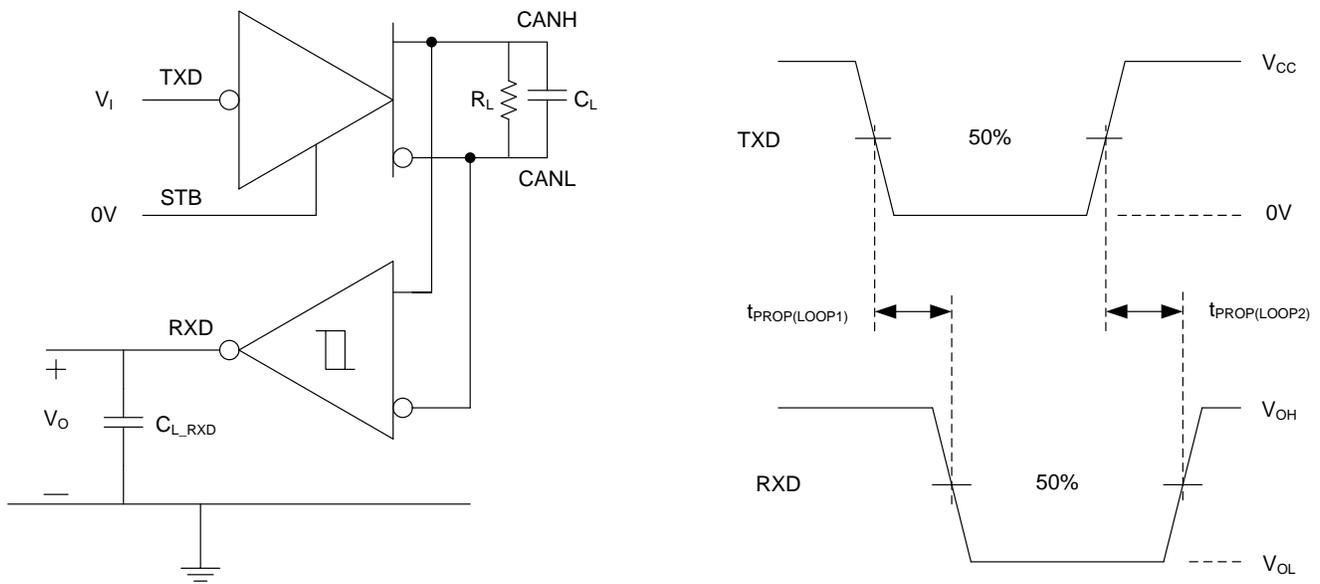 CANH
TXD
V_I
R_L
C_L
CANL
STB
0V
RXD
+
V_O
C_L_RXD
—
V_CC
TXD
50%
0V
t_PROP(LOOP1)
t_PROP(LOOP2)
V_OH
RXD
50%
V_OL